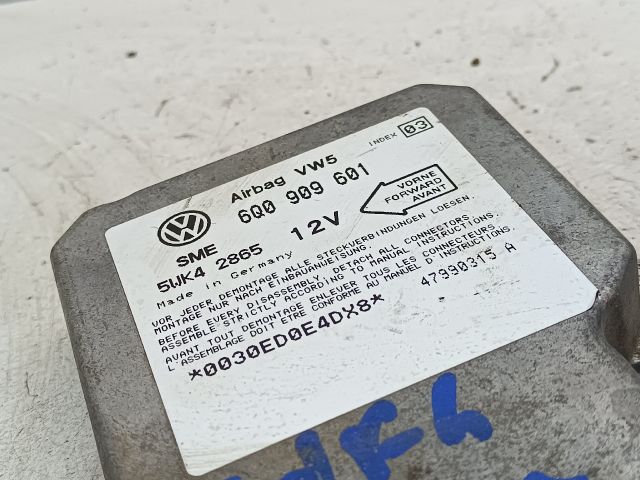 INDEX 03
Airbag VW5
6Q0 909 601
VORNE
FORWARD
AVANT
SME
5WK4 2865 12V
Made in Germany
VOR JEDER DEMONTAGE ALLE STECKVERBINDUNGEN LOESEN,
MONTAGE NUR NACH EINBAUANWEISUNG.
BEFORE EVERY DISASSEMBLY DETACH ALL CONNECTORS
ASSEMBLE STRICTLY ACCORDING TO MANUAL INSTRUCTIONS.
AVANT TOUT DEMONTAGE ENLEVER TOUS LES CONNECTEURS
L'ASSEMBLAGE DOIT ETRE CONFORME AU MANUEL D INSTRUCTIONS.
47990315 A
*0030ED0E4DX8*